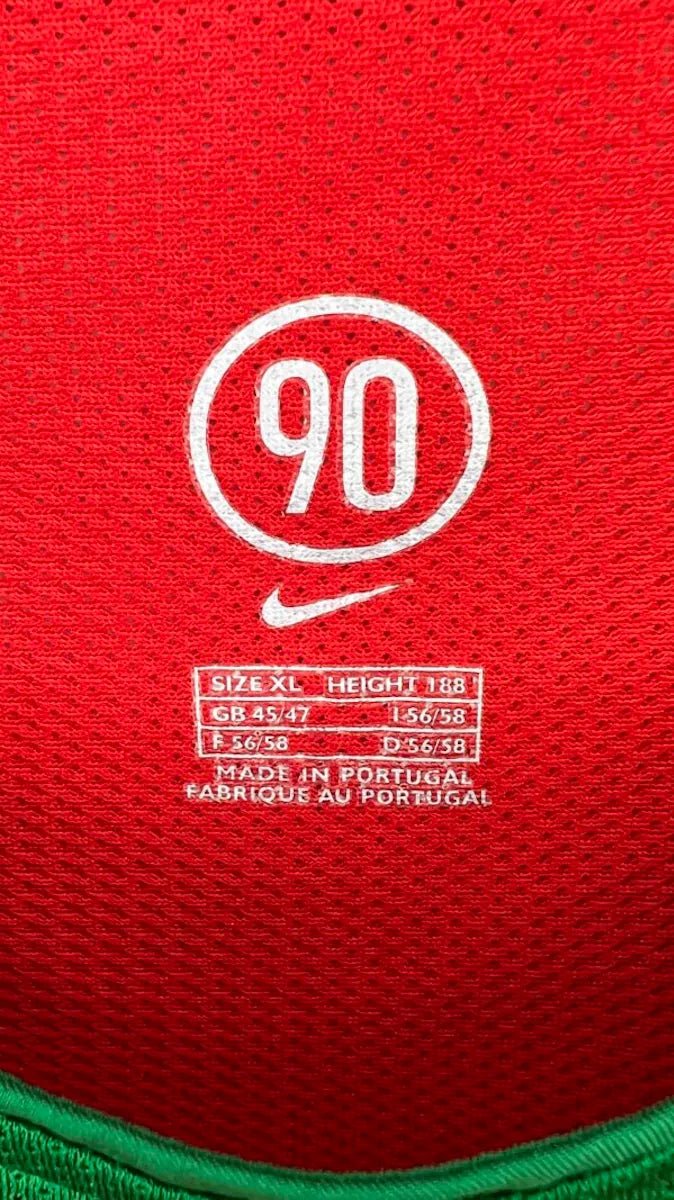 90
SIZE XL HEIGHT 188
GB 45/47 I 56/58
F 56/58 D 56/58
MADE IN PORTUGAL
FABRIQUE AU PORTUGAL